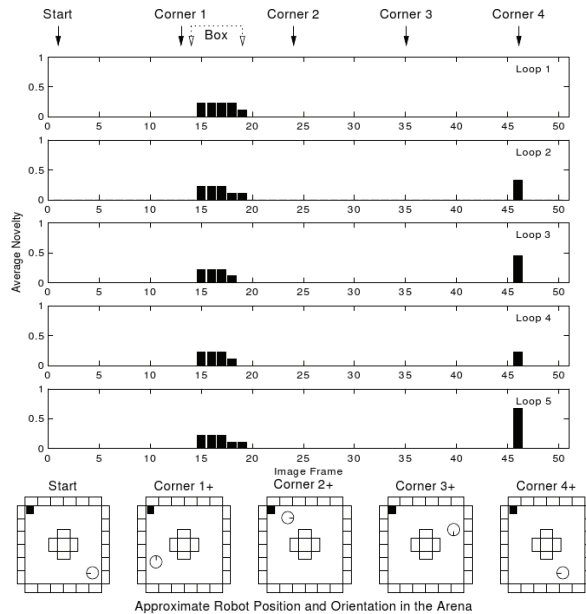 Start Corner 1 Corner 2 Corner 3 Corner 4
Box
Average Novelty
1
0.5
0
Loop 1
0 5 10 15 20 25 30 35 40 45 50
1
0.5
0
Loop 2
0 5 10 15 20 25 30 35 40 45 50
1
0.5
0
Loop 3
0 5 10 15 20 25 30 35 40 45 50
1
0.5
0
Loop 4
0 5 10 15 20 25 30 35 40 45 50
1
0.5
0
Loop 5
0 5 10 15 20 25 30 35 40 45 50
Image Frame
Start Corner 1+ Corner 2+ Corner 3+ Corner 4+
Approximate Robot Position and Orientation in the Arena